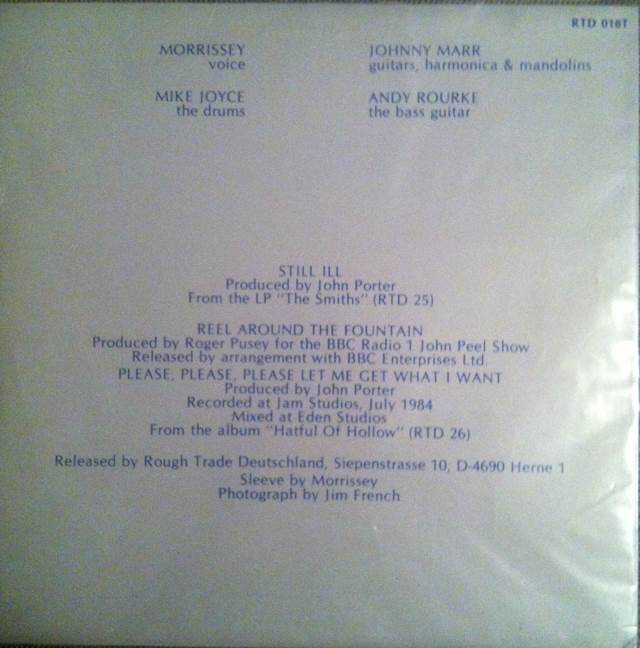 RTD 018T
MORRISSEY
voice
JOHNNY MARR
guitars, harmonica & mandolins
MIKE JOYCE
the drums
ANDY ROURKE
the bass guitar
STILL ILL
Produced by John Porter
From the LP "The Smiths" (RTD 25)
REEL AROUND THE FOUNTAIN
Produced by Roger Pusey for the BBC Radio 1 John Peel Show
Released by arrangement with BBC Enterprises Ltd.
PLEASE, PLEASE, PLEASE LET ME GET WHAT I WANT
Produced by John Porter
Recorded at Jam Studios, July 1984
Mixed at Eden Studios
From the album "Hatful Of Hollow" (RTD 26)
Released by Rough Trade Deutschland, Siepenstrasse 10, D-4690 Herne 1
Sleeve by Morrissey
Photograph by Jim French